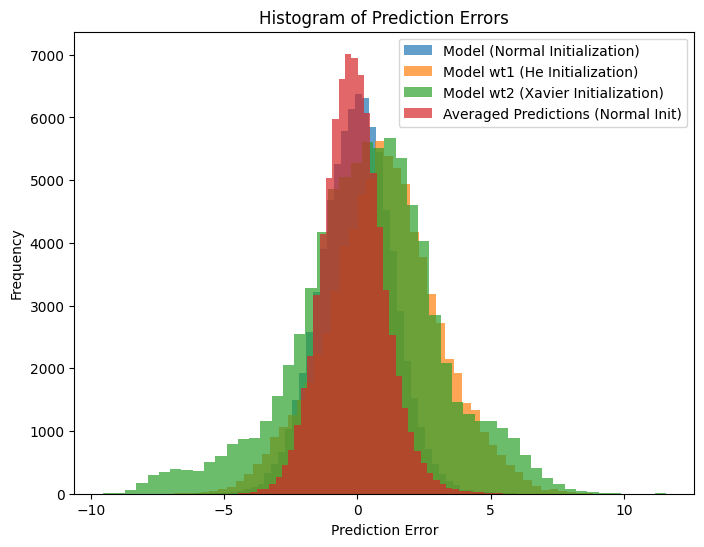 Histogram of Prediction Errors
Model (Normal Initialization)
Model wt1 (He Initialization)
Model wt2 (Xavier Initialization)
Averaged Predictions (Normal Init)
Frequency
7000
6000
5000
4000
3000
2000
1000
0
−10
−5
0
5
10
Prediction Error